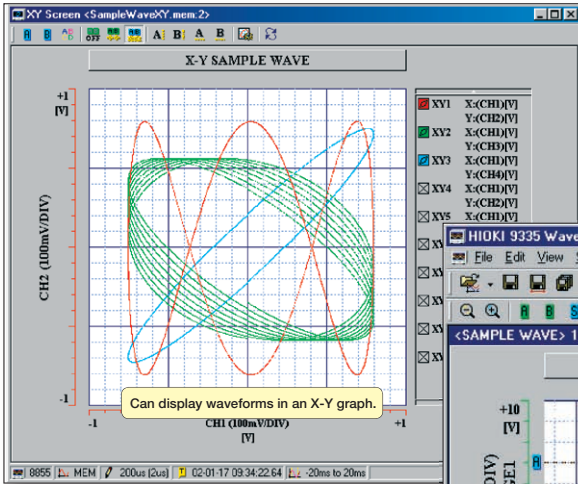 XY Screen <SampleWaveXY.mem:2>
A B OFF A B A B
X-Y SAMPLE WAVE
+1
[V]
CH2 (100mV/DIV)
-1
-1 CH1 (100mV/DIV) +1
[V]
Can display waveforms in an X-Y graph.
XY1 X:(CH1)[V]
Y:(CH2)[V]
XY2 X:(CH1)[V]
Y:(CH3)[V]
XY3 X:(CH1)[V]
Y:(CH4)[V]
XY4 X:(CH1)[V]
Y:(CH2)[V]
XY5 X:(CH1)[V]
8855 MEM 200us (2us) 02-01-17 09:34:22.64 -20ms to 20ms
HIOKI 9335 Wave
File Edit View
A B
<SAMPLE WAVE> 1
+10
[V]
A